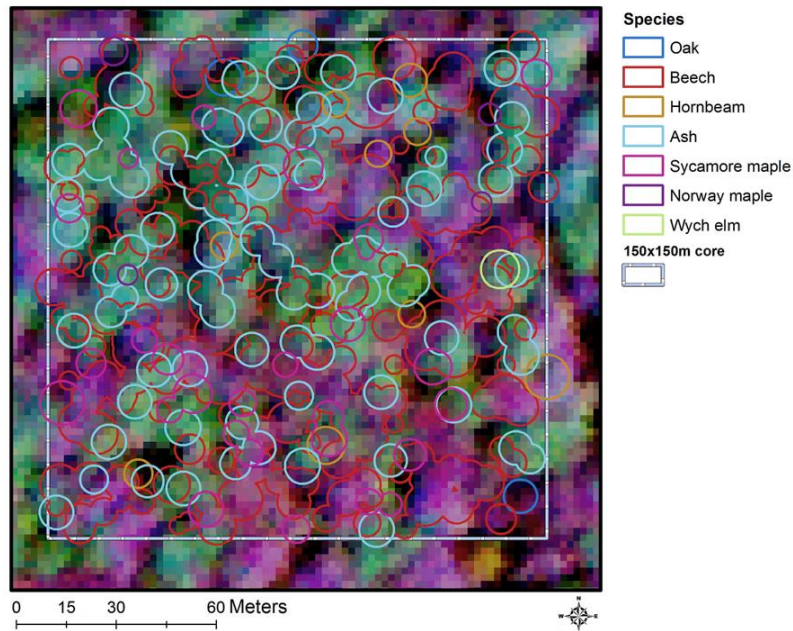 Species
Oak
Beech
Hornbeam
Ash
Sycamore maple
Norway maple
Wych elm
150x150m core
0 15 30 60 Meters
N
W E
S